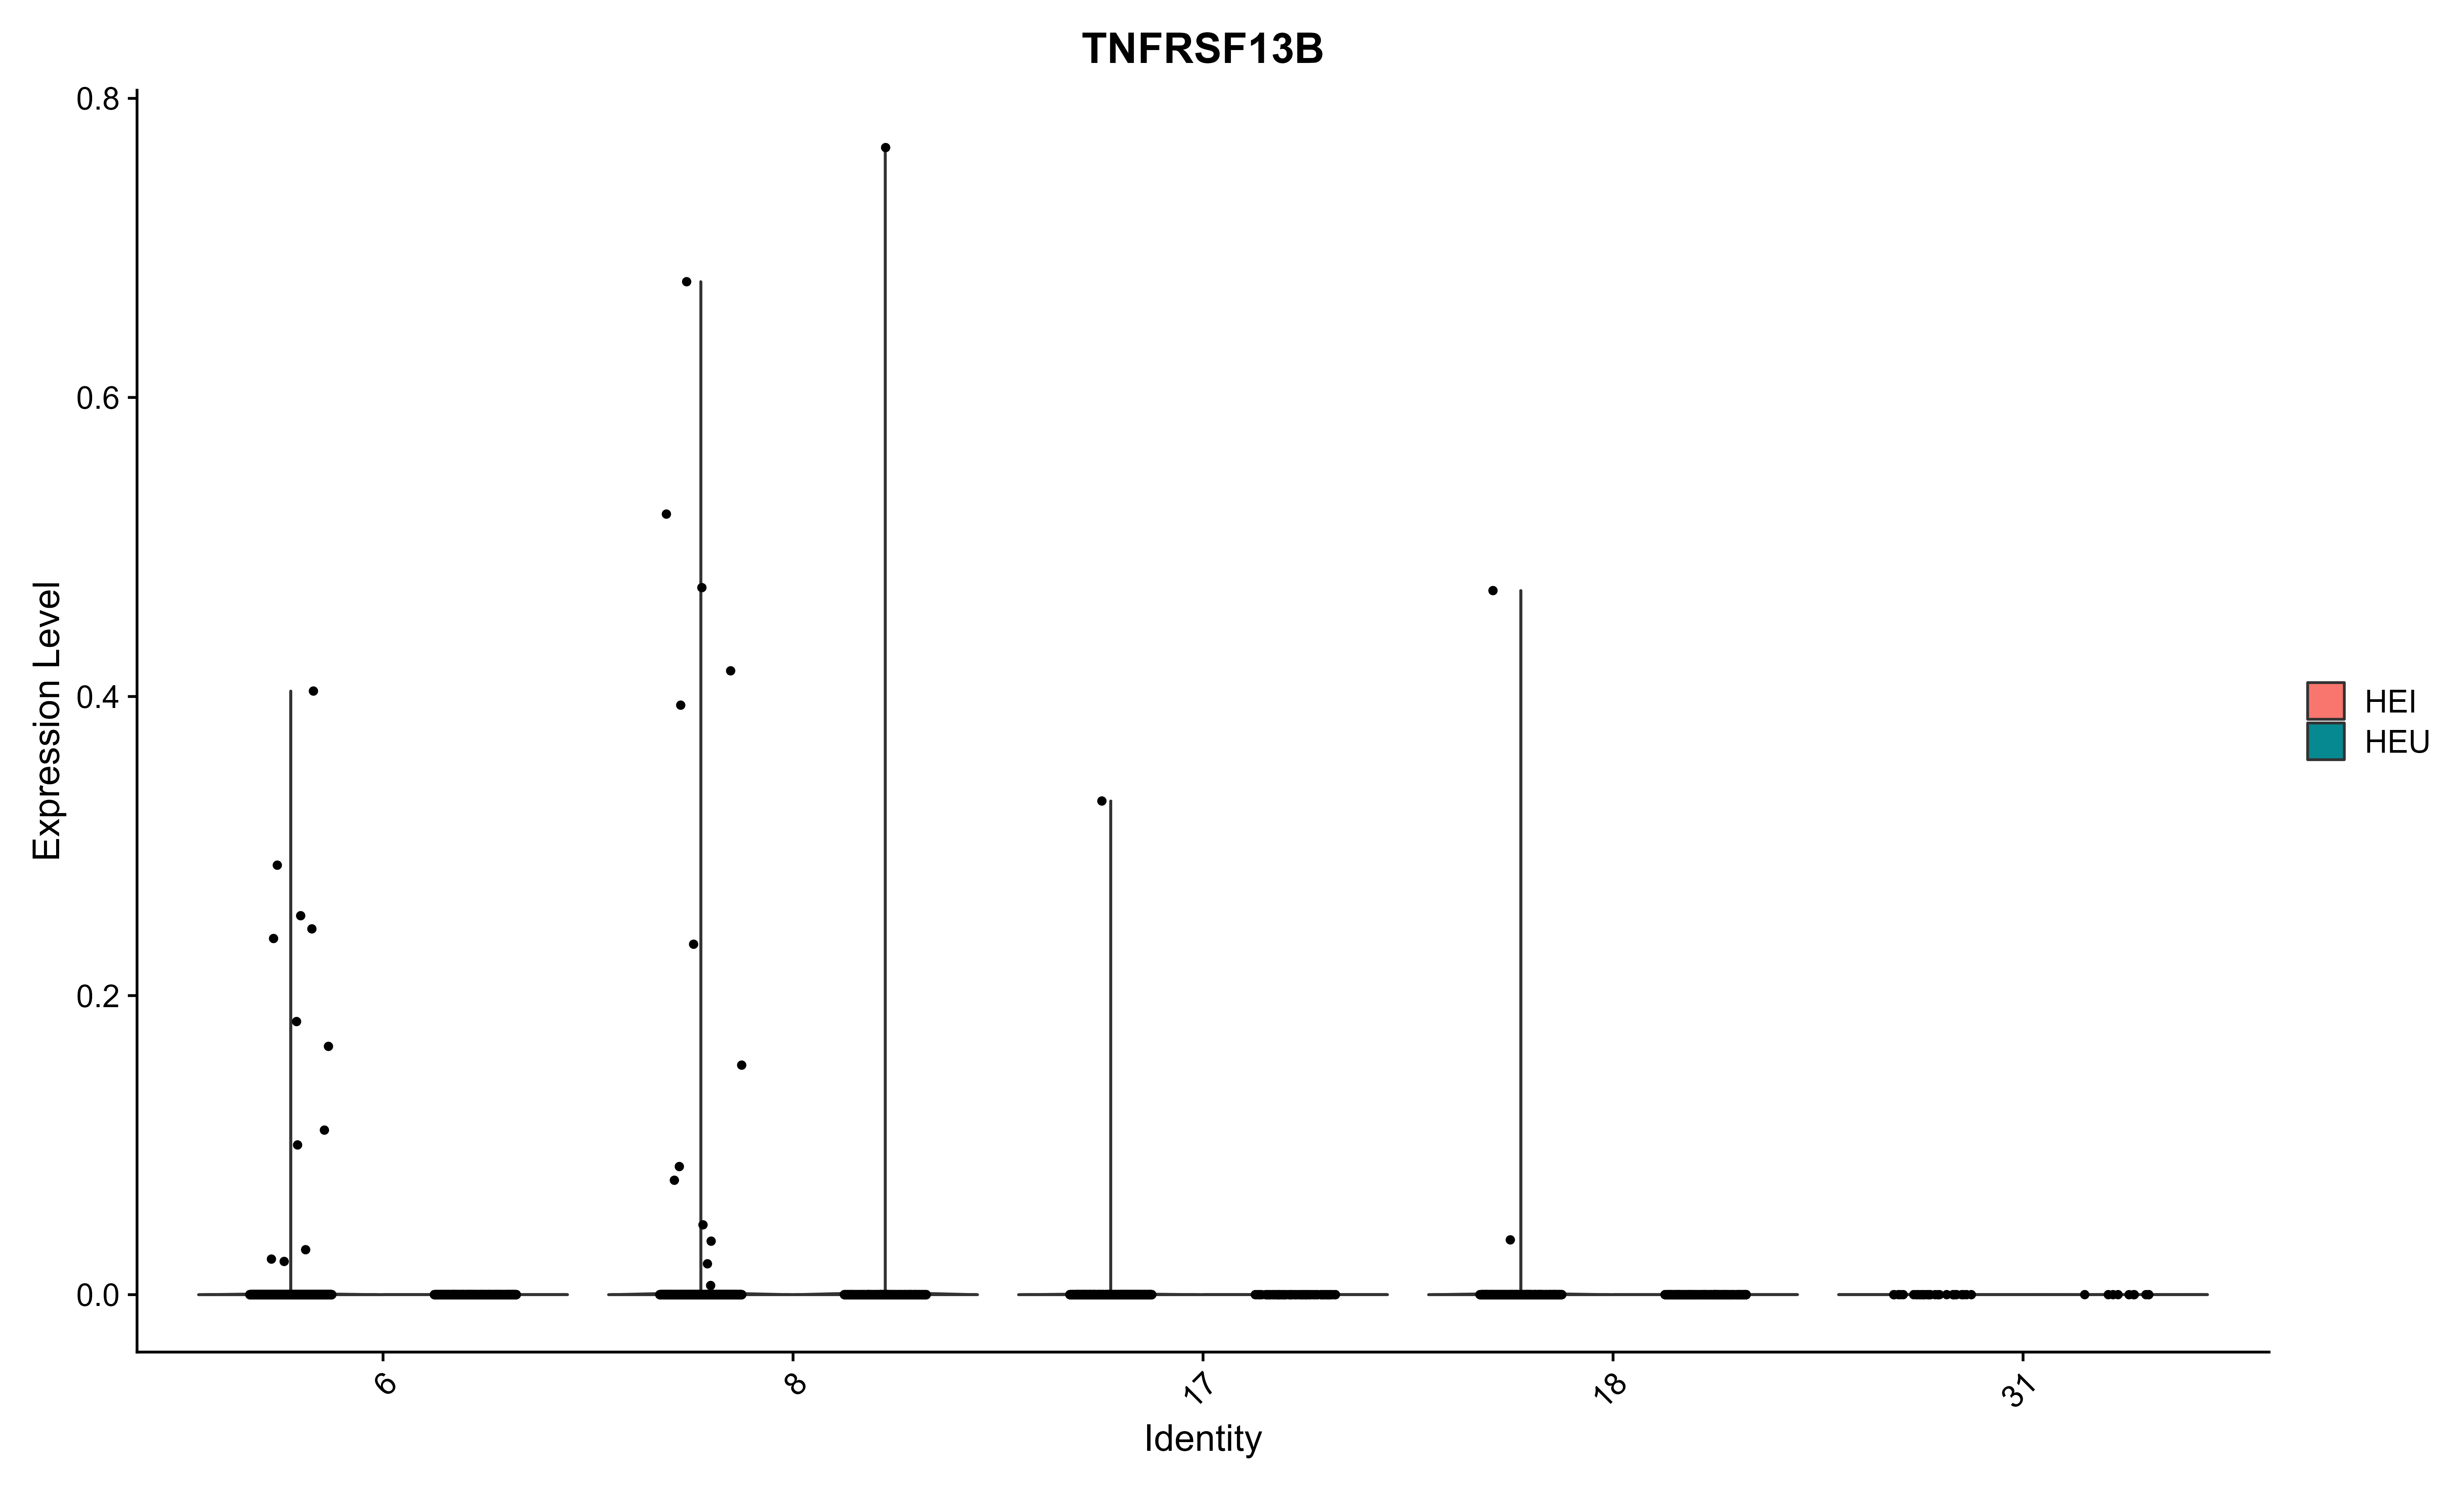 TNFRSF13B
0.8
0.6
0.4
0.2
0.0
Expression Level
6
8
17
18
31
Identity
HEI
HEU